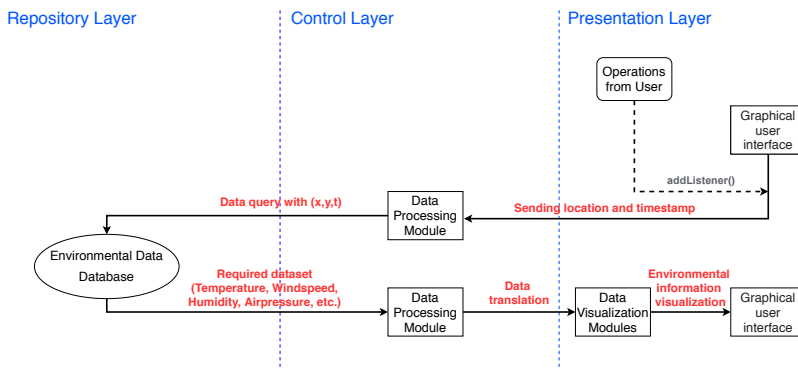 Repository Layer
Control Layer
Presentation Layer
Operations
from User
Graphical
user
interface
addListener()
Data query with (x,y,t)
Data
Processing
Module
Sending location and timestamp
Environmental Data
Database
Required dataset
(Temperature, Windspeed,
Humidity, Airpressure, etc.)
Data
Processing
Module
Data
translation
Data
Visualization
Modules
Environmental
information
visualization)
Graphical
user
interface